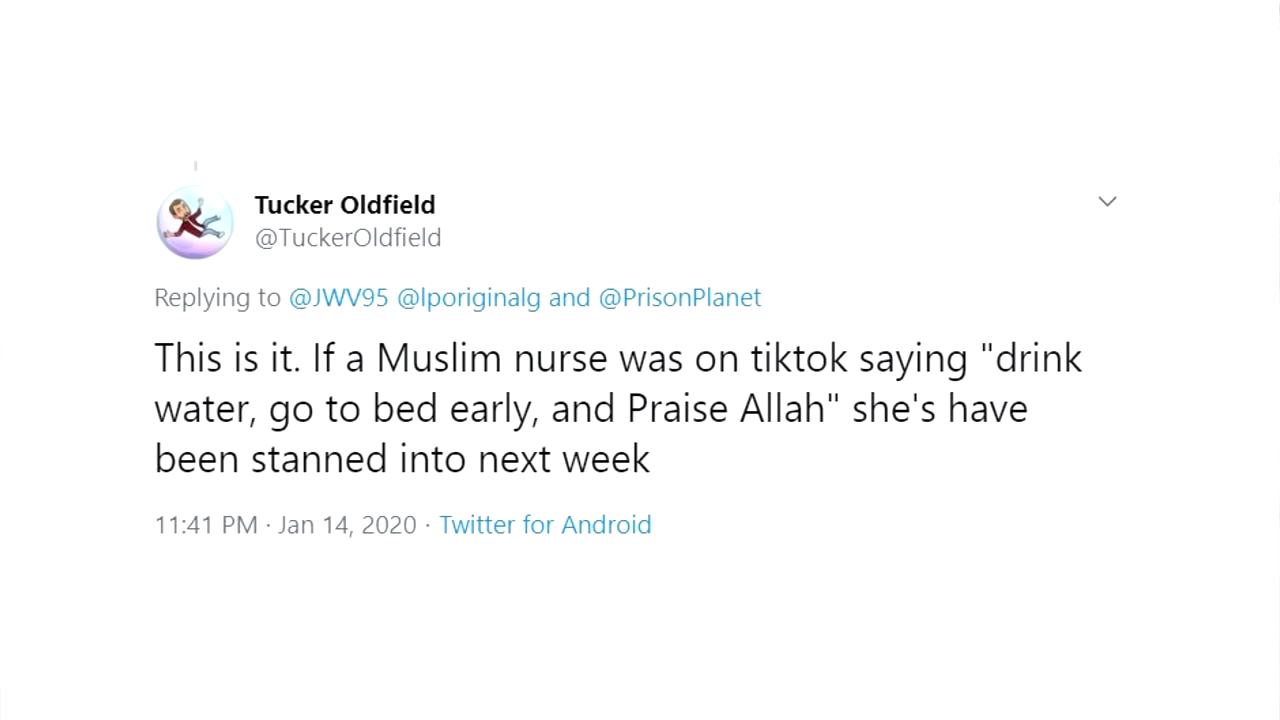 Tucker Oldfield
@TuckerOldfield
Replying to @JWV95 @lporiginalg and @PrisonPlanet
This is it. If a Muslim nurse was on tiktok saying "drink
water, go to bed early, and Praise Allah" she's have
been stanned into next week
11:41 PM · Jan 14, 2020 · Twitter for Android